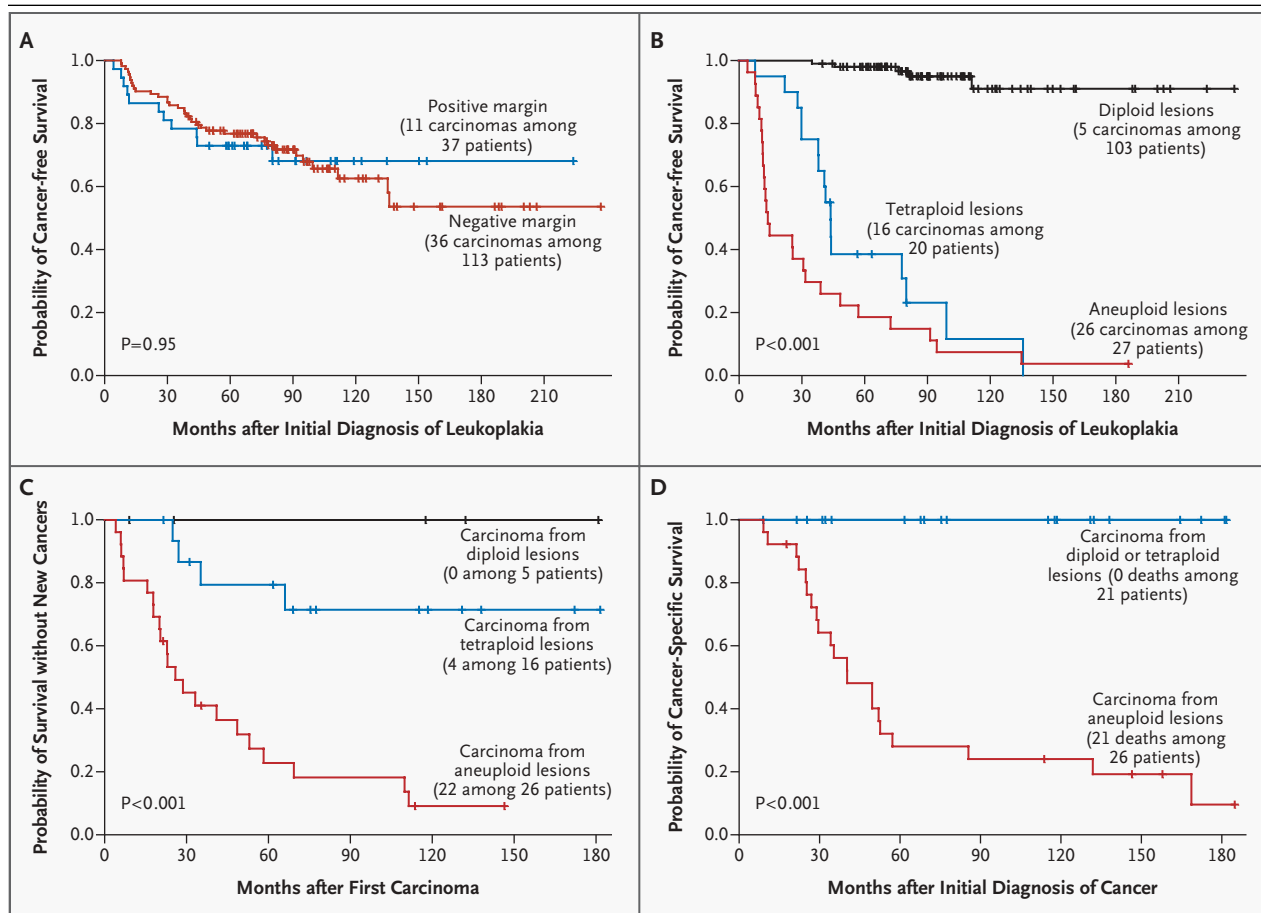 A
Probability of Cancer-free Survival
1.0
0.8
0.6
0.4
0.2
0.0
Positive margin
(11 carcinomas among
37 patients)
Negative margin
(36 carcinomas among
113 patients)
P=0.95
0 30 60 90 120 150 180 210
Months after Initial Diagnosis of Leukoplakia
B
Probability of Cancer-free Survival
1.0
0.8
0.6
0.4
0.2
0.0
Diploid lesions
(5 carcinomas among
103 patients)
Tetraploid lesions
(16 carcinomas among
20 patients)
Aneuploid lesions
(26 carcinomas among
27 patients)
P<0.001
0 30 60 90 120 150 180 210
Months after Initial Diagnosis of Leukoplakia
C
Probability of Survival without New Cancers
1.0
0.8
0.6
0.4
0.2
0.0
Carcinoma from
diploid lesions
(0 among 5 patients)
Carcinoma from
tetraploid lesions
(4 among 16 patients)
Carcinoma from
aneuploid lesions
(22 among 26 patients)
P<0.001
0 30 60 90 120 150 180
Months after First Carcinoma
D
Probability of Cancer-Specific Survival
1.0
0.8
0.6
0.4
0.2
0.0
Carcinoma from
diploid or tetraploid
lesions (0 deaths among
21 patients)
Carcinoma from
aneuploid lesions
(21 deaths among
26 patients)
P<0.001
0 30 60 90 120 150 180
Months after Initial Diagnosis of Cancer